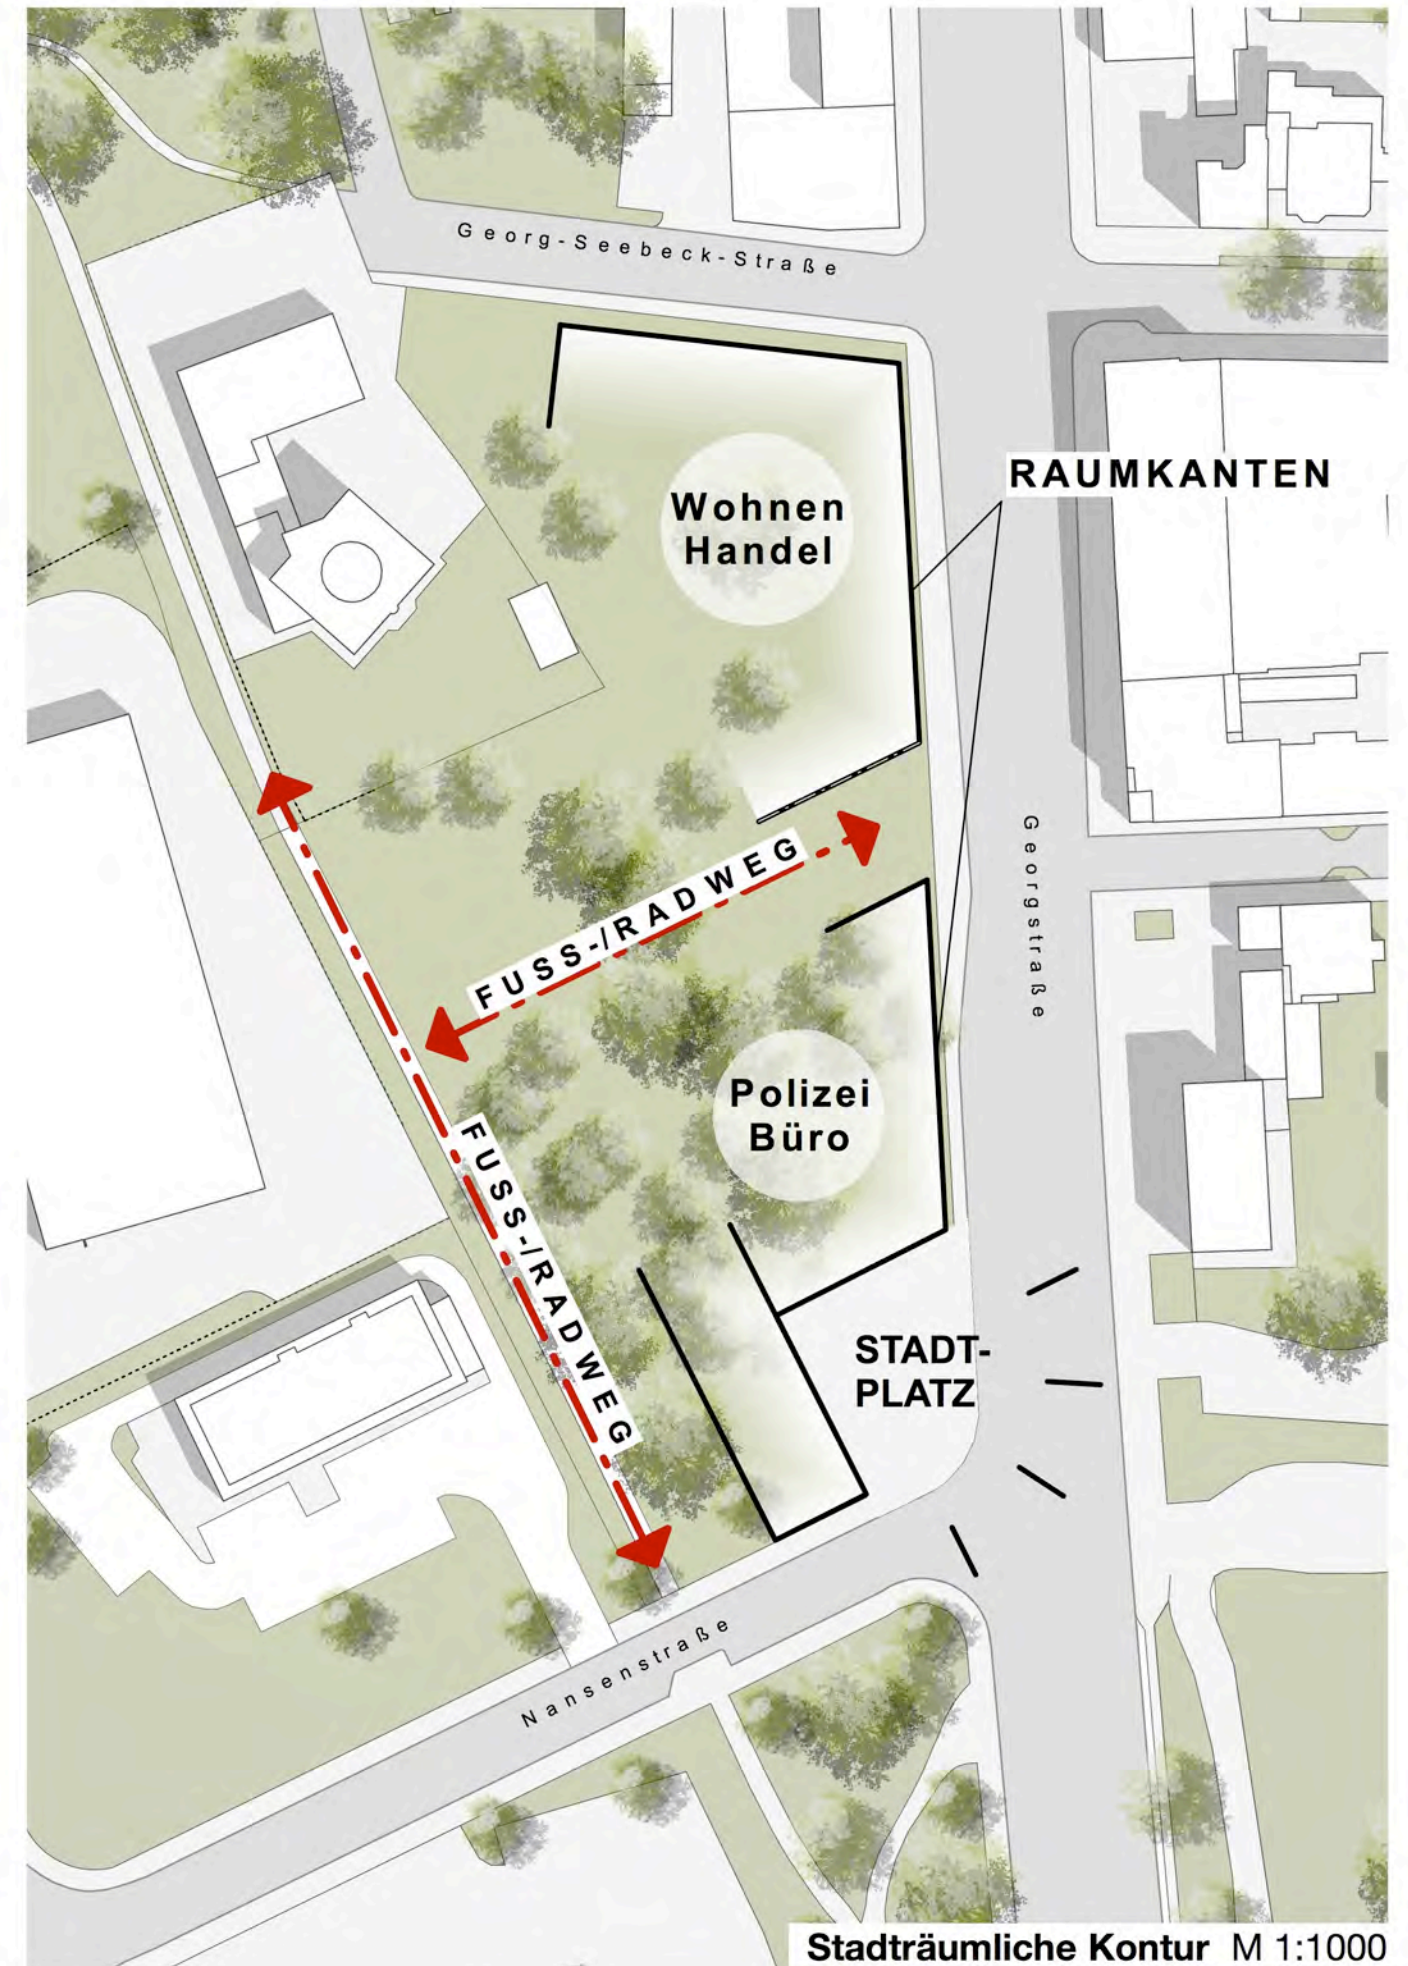 Georg-Seebeck-Straße
RAUMKANTEN
Wohnen
Handel
Georgstraße
FUSS-/RADWEG
Polizei
Büro
FUSS-/RADWEG
STADT-
PLATZ
Nansenstraße
Stadträumliche Kontur M 1:1000